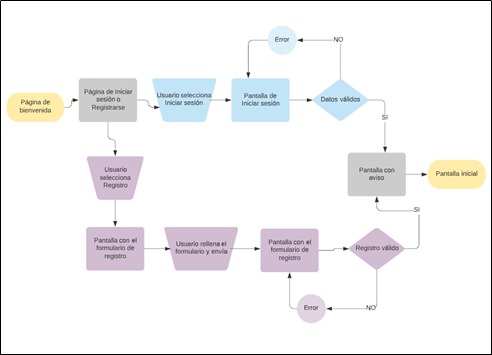 Error
NO
Página de
bienvenida
Página de Iniciar
sesión o
Registrarse
Usuario selecciona
Iniciar sesión
Pantalla de
Iniciar sesión
Datos válidos
SI
Usuario
selecciona
Registro
Pantalla con
aviso
Pantalla inicial
SI
Pantalla con el
formulario de
registro
Usuario rellena el
formulario y envía
Pantalla con el
formulario de
registro
Registro válido
Error
NO